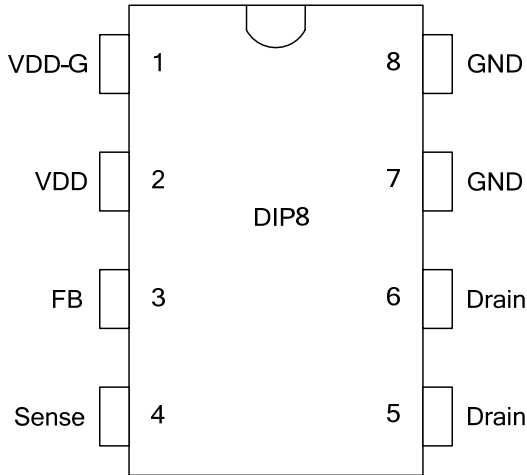 VDD-G 1 8 GND
VDD 2 7 GND
DIP8
FB 3 6 Drain
Sense 4 5 Drain